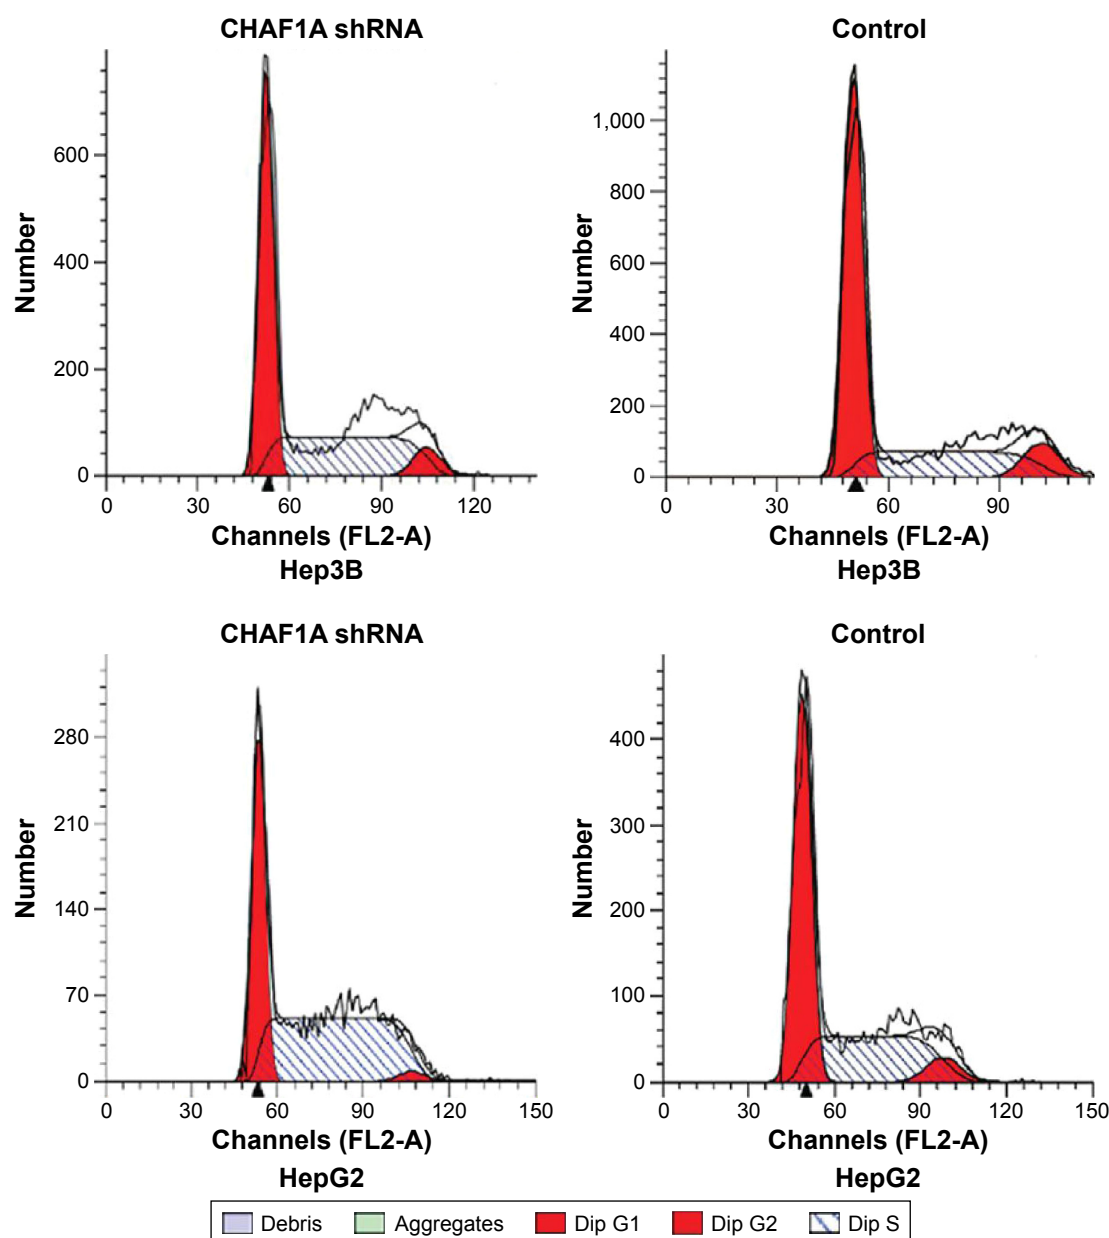 CHAF1A shRNA
Number
600
400
200
0
0 30 60 90 120
Channels (FL2-A)
Hep3B
Control
Number
1,000
800
600
400
200
0
0 30 60 90
Channels (FL2-A)
Hep3B
CHAF1A shRNA
Number
280
210
140
70
0
0 30 60 90 120 150
Channels (FL2-A)
HepG2
Control
Number
400
300
200
100
0
0 30 60 90 120 150
Channels (FL2-A)
HepG2
Debris Aggregates Dip G1 Dip G2 Dip S